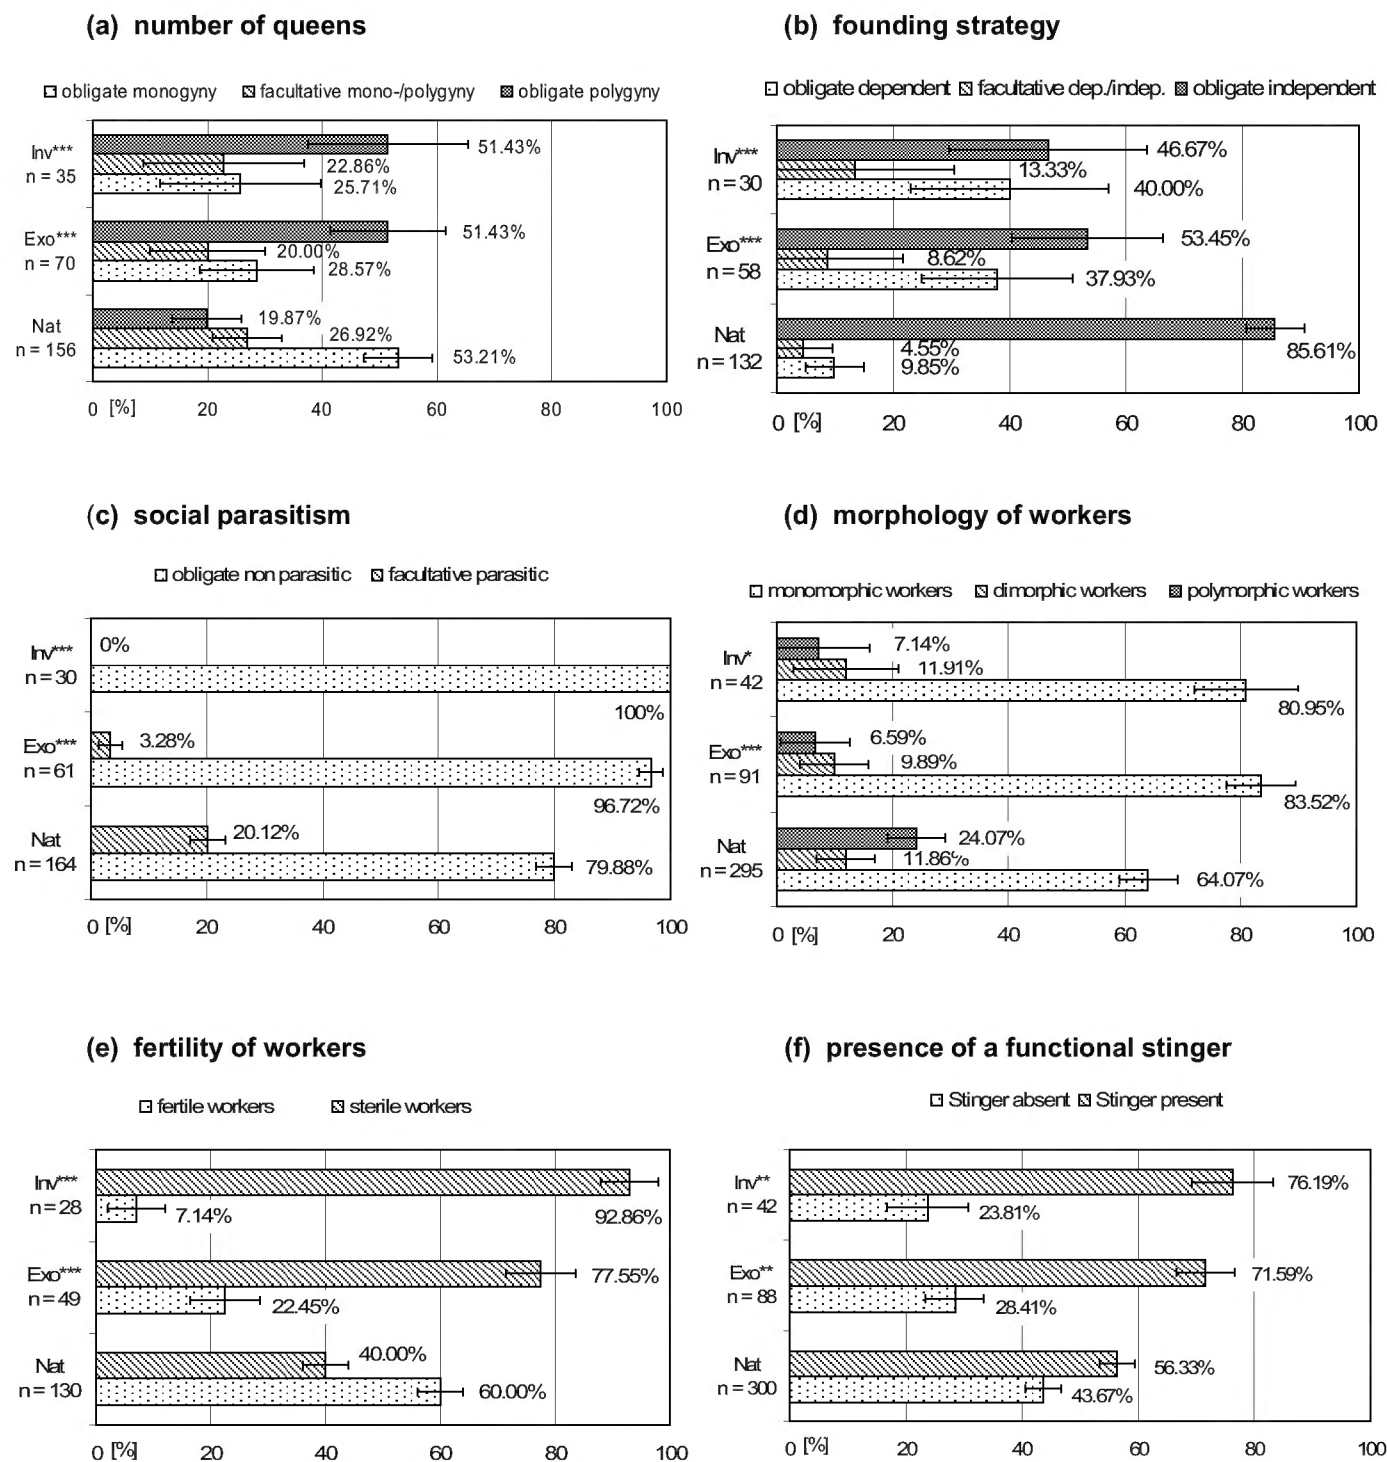 (a) number of queens
obligate monogyny facultative mono-/polygyny obligate polygyny
Inv***
n = 35
51.43%
22.86%
25.71%
Exo***
n = 70
51.43%
20.00%
28.57%
Nat
n = 156
19.87%
26.92%
53.21%
0 [%] 20 40 60 80 100
(b) founding strategy
obligate dependent facultative dep./indep. obligate independent
Inv***
n = 30
46.67%
13.33%
40.00%
Exo***
n = 58
53.45%
8.62%
37.93%
Nat
n = 132
85.61%
4.55%
9.85%
0 [%] 20 40 60 80 100
(c) social parasitism
obligate non parasitic facultative parasitic
Inv***
n = 30
0%
100%
Exo***
n = 61
3.28%
96.72%
Nat
n = 164
20.12%
79.88%
0 [%] 20 40 60 80 100
(d) morphology of workers
monomorphic workers dimorphic workers polymorphic workers
Inv*
n = 42
7.14%
11.91%
80.95%
Exo***
n = 91
6.59%
9.89%
83.52%
Nat
n = 295
24.07%
11.86%
64.07%
0 [%] 20 40 60 80 100
(e) fertility of workers
fertile workers sterile workers
Inv***
n = 28
92.86%
7.14%
Exo***
n = 49
77.55%
22.45%
Nat
n = 130
40.00%
60.00%
0 [%] 20 40 60 80 100
(f) presence of a functional stinger
Stinger absent Stinger present
Inv**
n = 42
76.19%
23.81%
Exo**
n = 88
71.59%
28.41%
Nat
n = 300
56.33%
43.67%
0 [%] 20 40 60 80 100